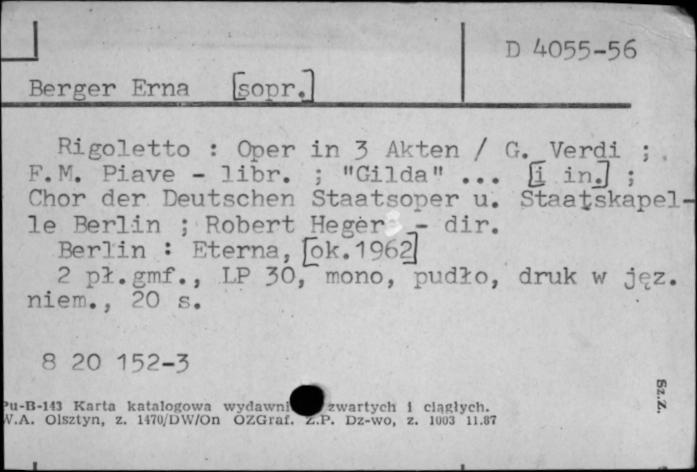 D 4055-56
Berger Erna [sopr.]
Rigoletto : Oper in 3 Akten / G. Verdi ;
F.M. Piave - libr. ; "Gilda" ... [i in.] ;
Chor der Deutschen Staatsoper u. Staatskapel-
le Berlin ; Robert Heger - dir.
Berlin : Eterna, [ok.1962]
2 pł.gmf., LP 30, mono, pudło, druk w jęz.
niem., 20 s.
8 20 152-3
Sz.Z.
Pu-B-143 Karta katalogowa zwartych i ciągłych.
W.A. Olsztyn, z. 1470/DW/On OZGraf. Z.P. Dz-wo, z. 1003 11.87